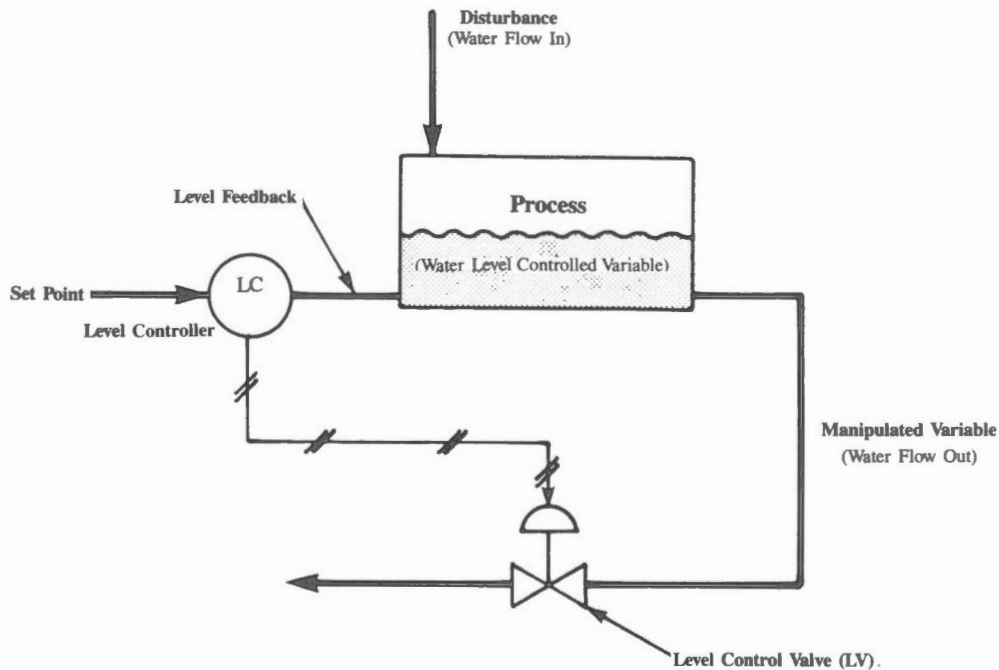 Disturbance
(Water Flow In)
Level Feedback
Process
(Water Level Controlled Variable)
Set Point
LC
Level Controller
Manipulated Variable
(Water Flow Out)
Level Control Valve (LV).